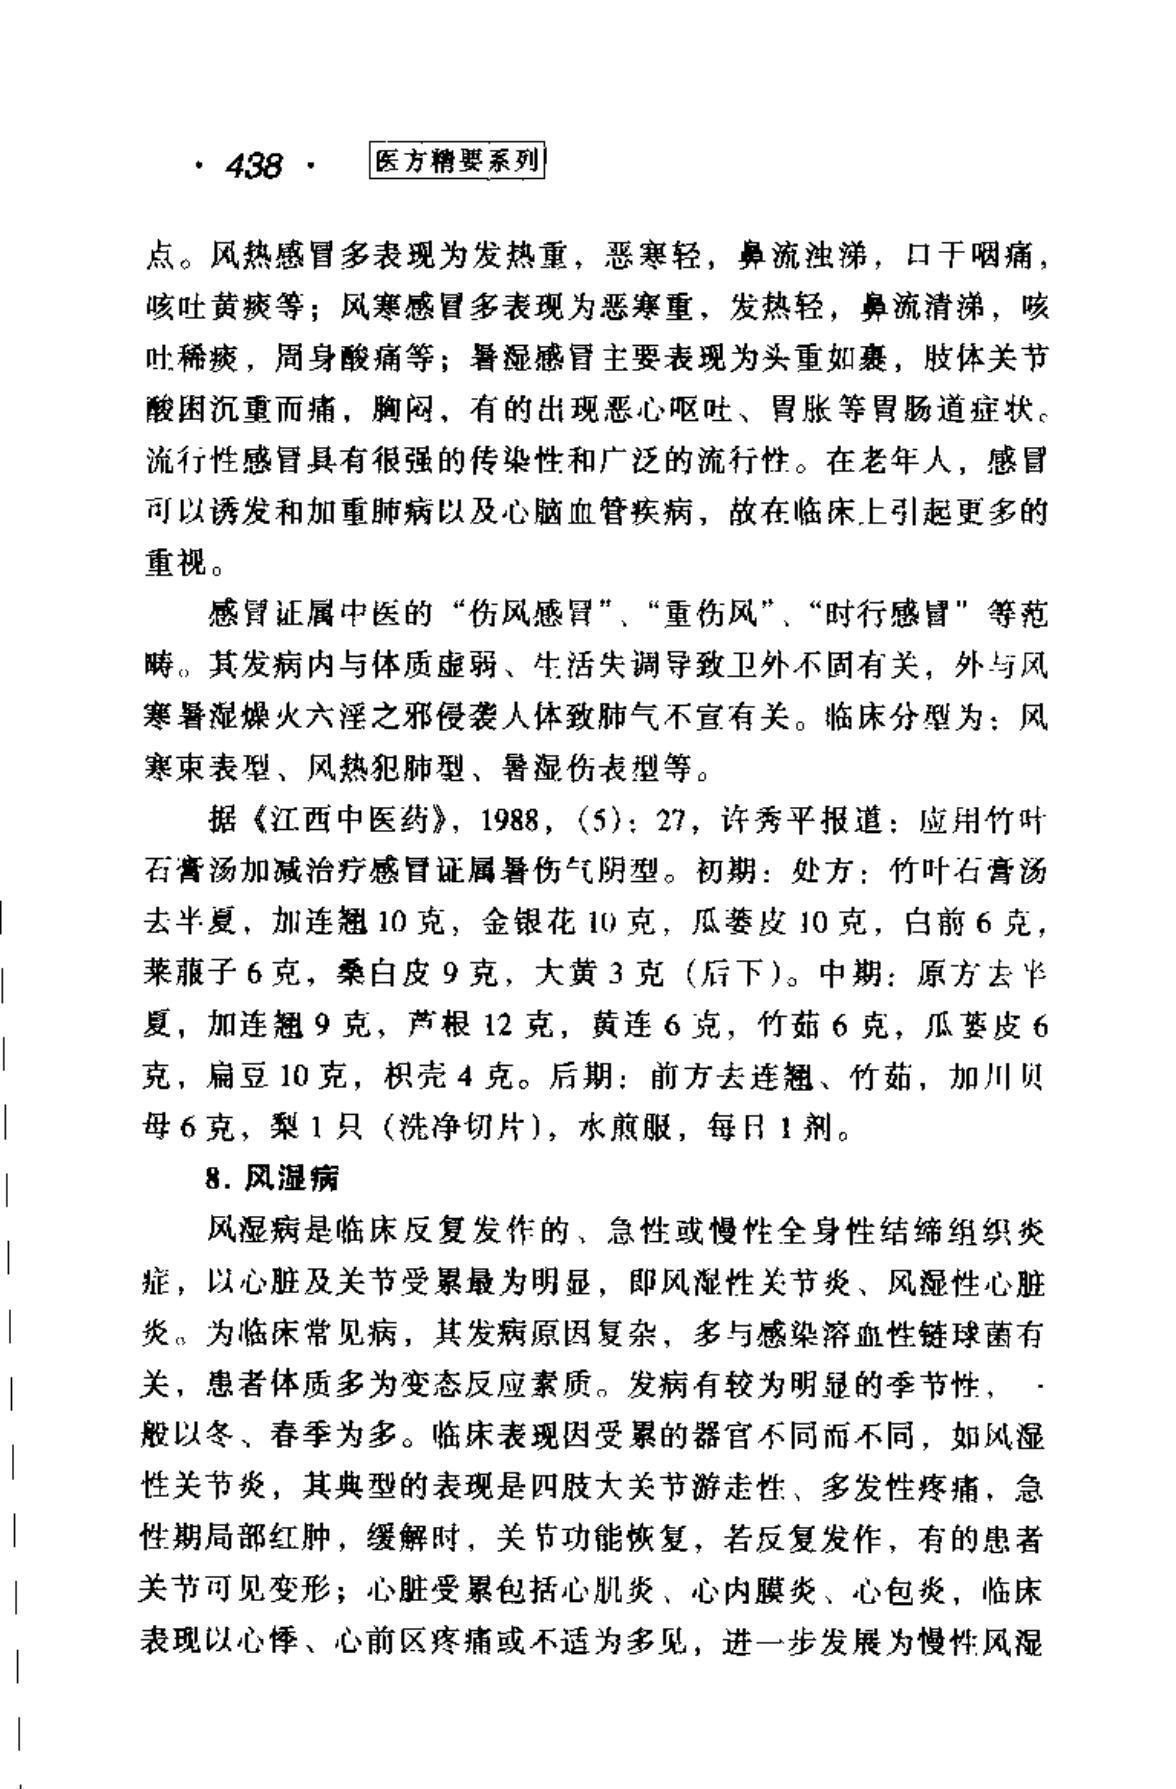 · 438 · 医方精要系列
点。风热感冒多表现为发热重，恶寒轻，鼻流浊涕，口干咽痛，
咳吐黄痰等；风寒感冒多表现为恶寒重，发热轻，鼻流清涕，咳
吐稀痰，周身酸痛等；暑湿感冒主要表现为头重如裹，肢体关节
酸困沉重而痛，胸闷，有的出现恶心呕吐、胃胀等胃肠道症状。
流行性感冒具有很强的传染性和广泛的流行性。在老年人，感冒
可以诱发和加重肺病以及心脑血管疾病，故在临床上引起更多的
重视。
感冒证属中医的“伤风感冒”、“重伤风”、“时行感冒”等范
畴。其发病内与体质虚弱、生活失调导致卫外不固有关，外与风
寒暑湿燥火六淫之邪侵袭人体致肺气不宣有关。临床分型为：风
寒束表型、风热犯肺型、暑湿伤表型等。
据《江西中医药》，1988，（5）：27，许秀平报道：应用竹叶
石膏汤加减治疗感冒证属暑伤气阴型。初期：处方：竹叶石膏汤
去半夏，加连翘 10 克，金银花 10 克，瓜蒌皮 10 克，白前 6 克，
莱菔子 6 克，桑白皮 9 克，大黄 3 克（后下）。中期：原方去半
夏，加连翘 9 克，芦根 12 克，黄连 6 克，竹茹 6 克，瓜蒌皮 6
克，扁豆 10 克，枳壳 4 克。后期：前方去连翘、竹茹，加川贝
母 6 克，梨 1 只（洗净切片），水煎服，每日 1 剂。
8. 风湿病
风湿病是临床反复发作的、急性或慢性全身性结缔组织炎
症，以心脏及关节受累最为明显，即风湿性关节炎、风湿性心脏
炎。为临床常见病，其发病原因复杂，多与感染溶血性链球菌有
关，患者体质多为变态反应素质。发病有较为明显的季节性，一
般以冬、春季为多。临床表现因受累的器官不同而不同，如风湿
性关节炎，其典型的表现是四肢大关节游走性、多发性疼痛，急
性期局部红肿，缓解时，关节功能恢复，若反复发作，有的患者
关节可见变形；心脏受累包括心肌炎、心内膜炎、心包炎，临床
表现以心悸、心前区疼痛或不适为多见，进一步发展为慢性风湿